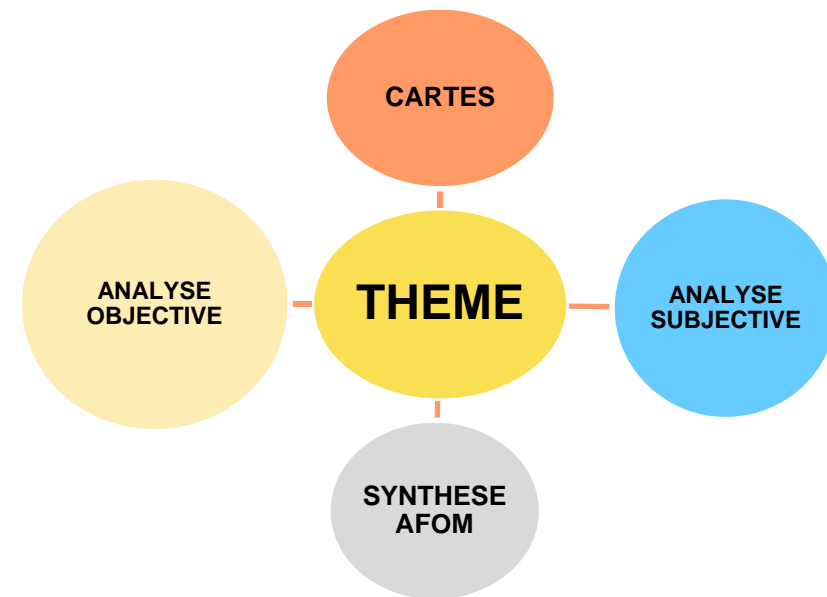 CARTES
ANALYSE
OBJECTIVE
THEME
ANALYSE
SUBJECTIVE
SYNTHESE
AFOM